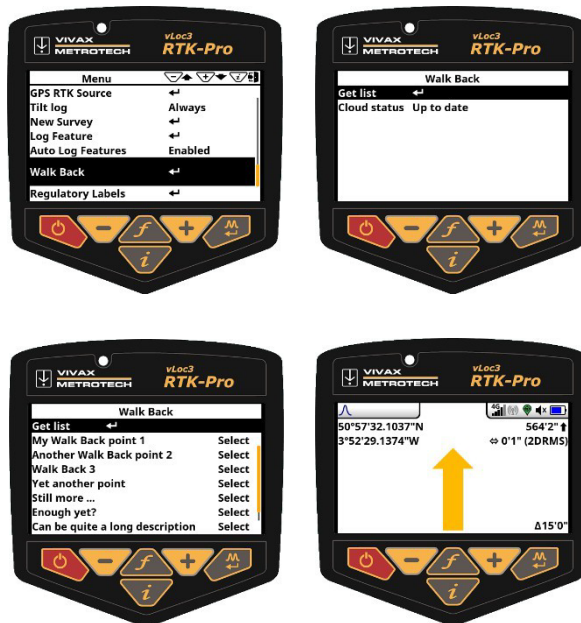 VIVAX
METROTECH
vLoc3
RTK-Pro
Menu
GPS RTK Source
Tilt log Always
New Survey
Log Feature
Auto Log Features Enabled
Walk Back
Regulatory Labels
f
i
VIVAX
METROTECH
vLoc3
RTK-Pro
Walk Back
Get list
Cloud status Up to date
f
i
VIVAX
METROTECH
vLoc3
RTK-Pro
Walk Back
Get list
My Walk Back point 1 Select
Another Walk Back point 2 Select
Walk Back 3 Select
Yet another point Select
Still more ... Select
Enough yet? Select
Can be quite a long description Select
f
i
VIVAX
METROTECH
vLoc3
RTK-Pro
4G
50°57'32.1037"N 564'2"⬆
3°52'29.1374"W ⇔ 0'1" (2DRMS)
Δ15'0"
f
i